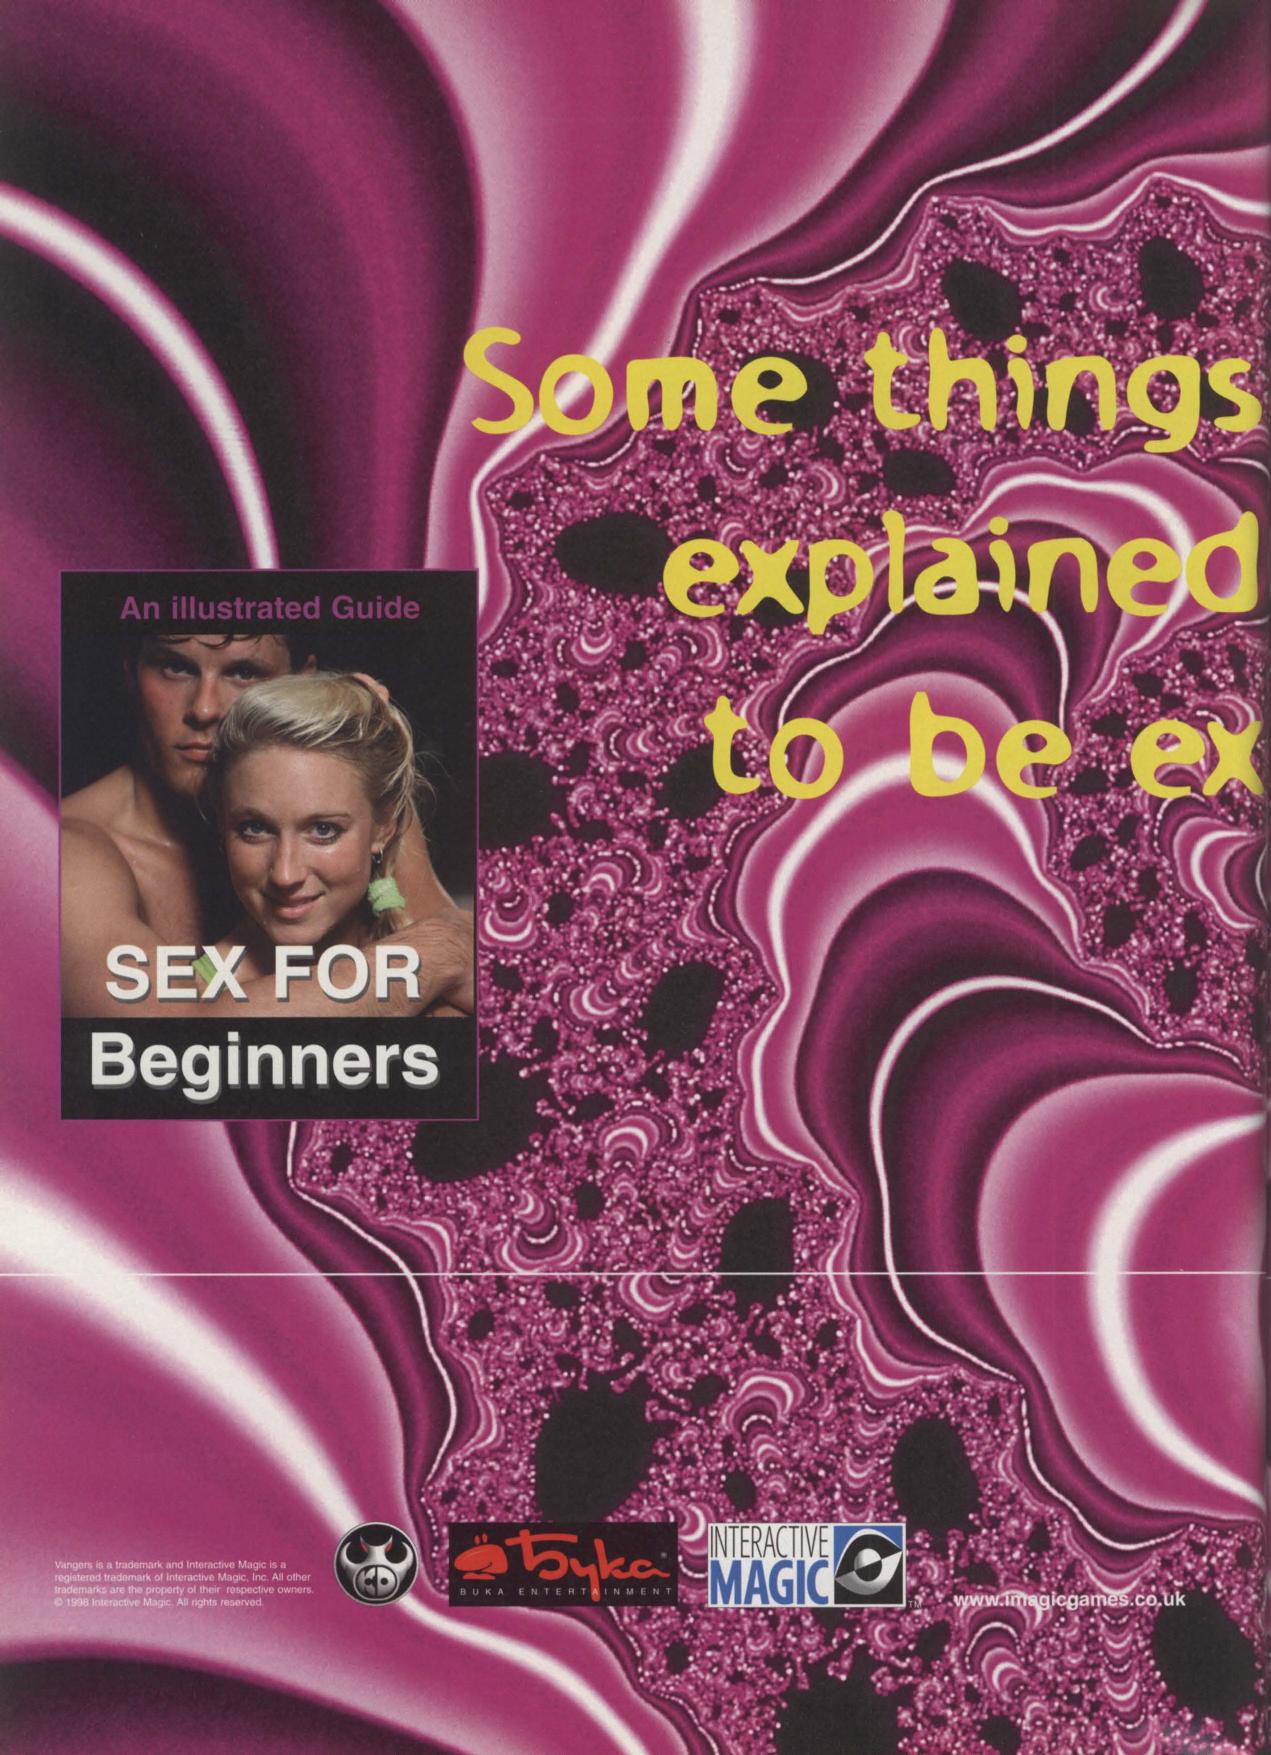 Some things
explained
to be ex
An illustrated Guide
SEX FOR
Beginners
Vangers is a trademark and Interactive Magic is a
registered trademark of Interactive Magic, Inc. All other
trademarks are the property of their respective owners.
© 1998 Interactive Magic. All rights reserved.
Бука®
BUKA ENTERTAINMENT
INTERACTIVE
MAGIC
TM
www.imagicgames.co.uk